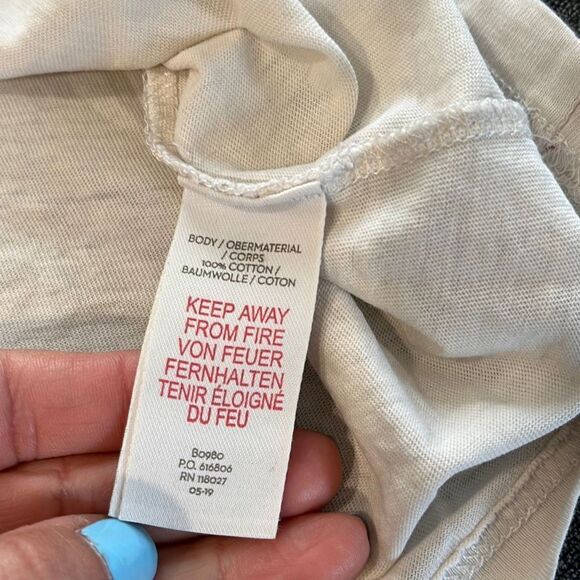 BODY / OBERMATERIAL
/ CORPS
100% COTTON /
BAUMWOLLE / COTON
KEEP AWAY
FROM FIRE
VON FEUER
FERNHALTEN
TENIR ÉLOIGNÉ
DU FEU
B0980
P.O. 616806
RN 118027
05-19